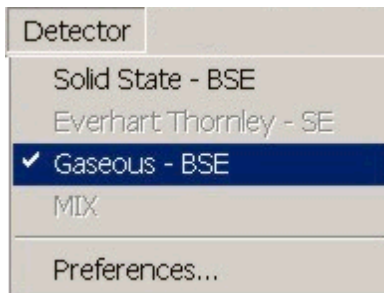 Detector
Solid State - BSE
Everhart Thornley - SE
Gaseous - BSE
MIX
Preferences...